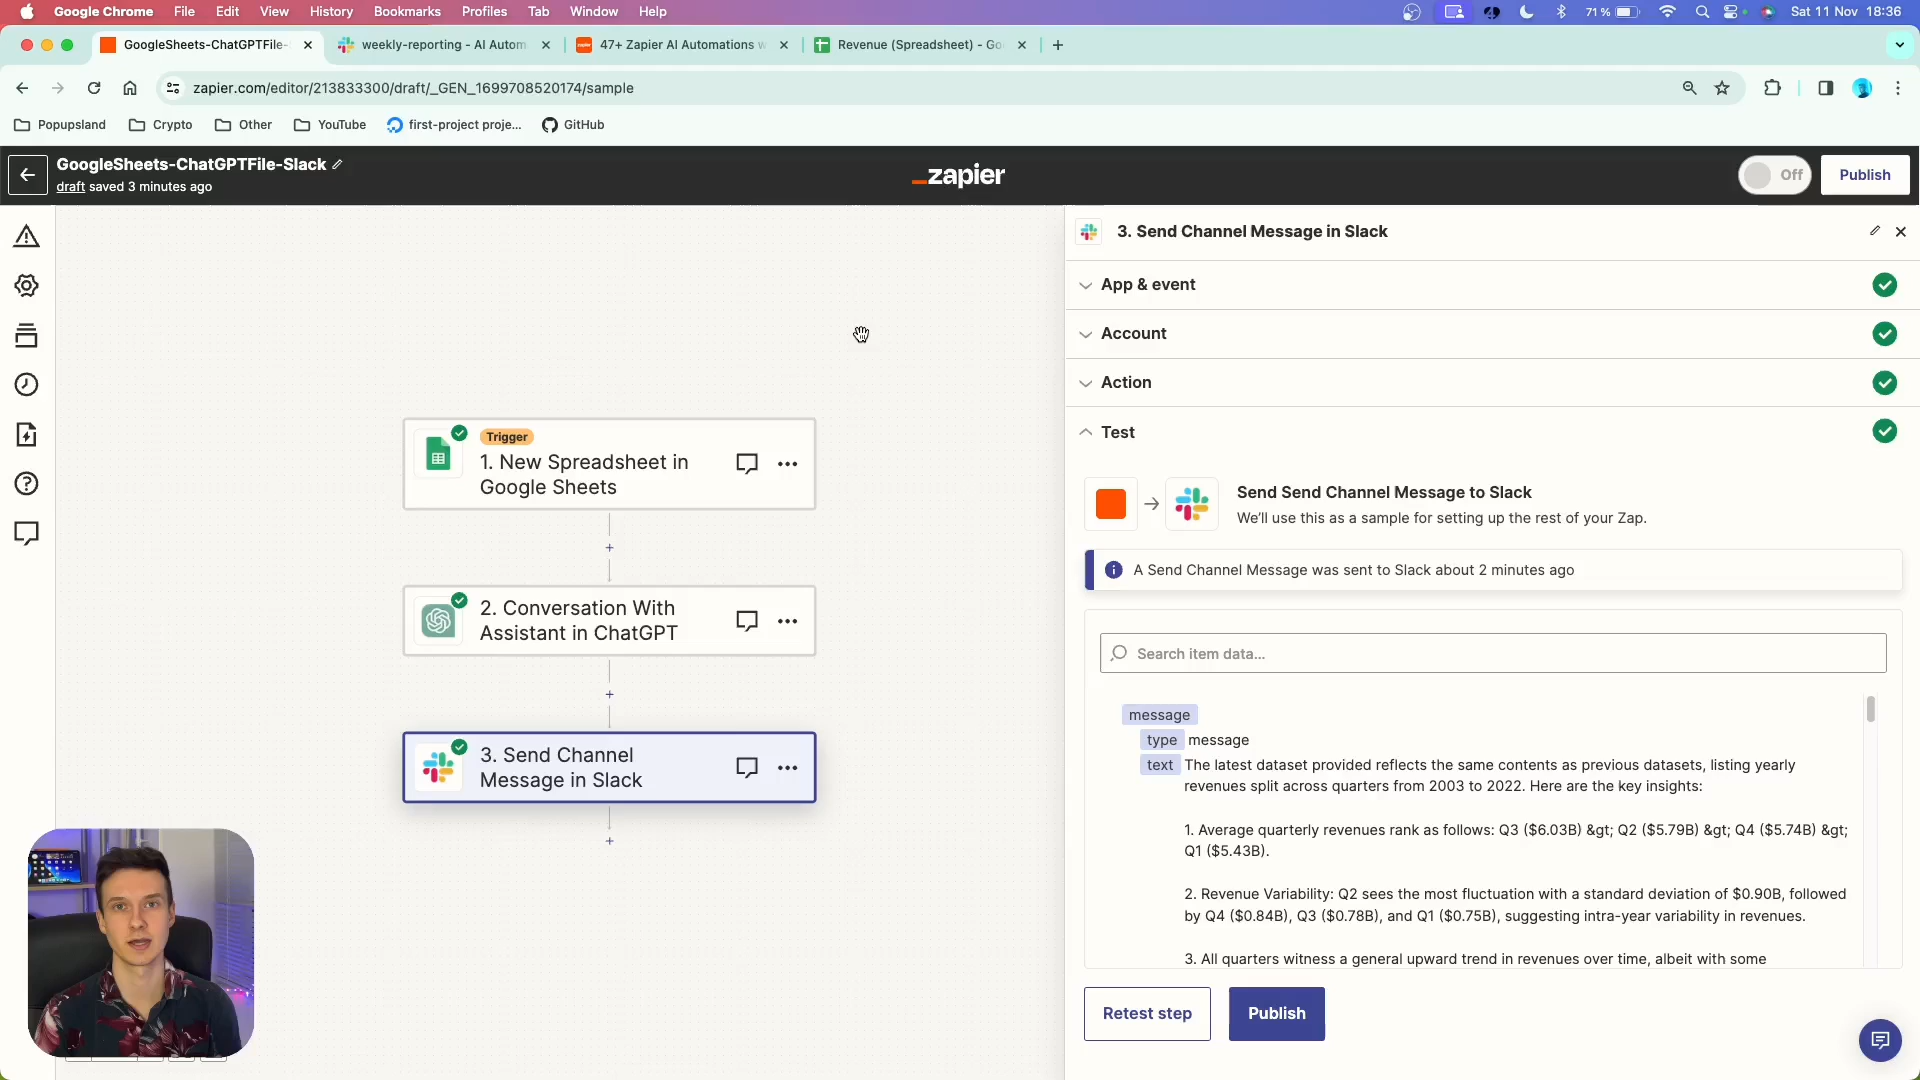 Google Chrome File Edit View History Bookmarks Profiles Tab Window Help 71 % Sat 11 Nov 18:36
GoogleSheets-ChatGPTFile- weekly-reporting - AI Autom 47+ Zapier AI Automations w Revenue (Spreadsheet) - Go
zapier.com/editor/213833300/draft/_GEN_1699708520174/sample
Popupsland Crypto Other YouTube first-project proje... GitHub
GoogleSheets-ChatGPTFile-Slack
draft saved 3 minutes ago
_zapier
Off
Publish
3. Send Channel Message in Slack
App & event
Account
Action
Test
Trigger
1. New Spreadsheet in
Google Sheets
2. Conversation With
Assistant in ChatGPT
3. Send Channel
Message in Slack
Send Send Channel Message to Slack
We'll use this as a sample for setting up the rest of your Zap.
A Send Channel Message was sent to Slack about 2 minutes ago
Search item data...
message
type message
text The latest dataset provided reflects the same contents as previous datasets, listing yearly
revenues split across quarters from 2003 to 2022. Here are the key insights:
1. Average quarterly revenues rank as follows: Q3 ($6.03B) &gt; Q2 ($5.79B) &gt; Q4 ($5.74B) &gt;
Q1 ($5.43B).
2. Revenue Variability: Q2 sees the most fluctuation with a standard deviation of $0.90B, followed
by Q4 ($0.84B), Q3 ($0.78B), and Q1 ($0.75B), suggesting intra-year variability in revenues.
3. All quarters witness a general upward trend in revenues over time, albeit with some
Retest step
Publish